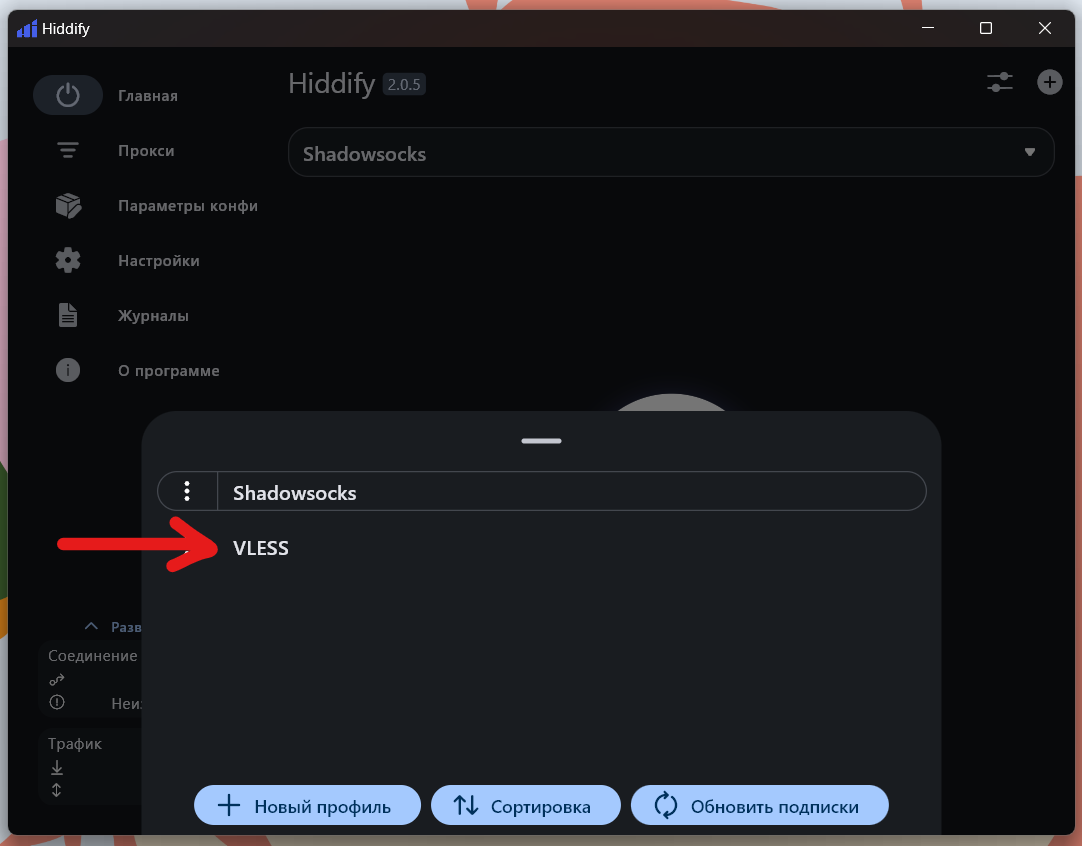 Hiddify
Главная
Прокси
Параметры конфи
Настройки
Журналы
О программе
Hiddify 2.0.5
Shadowsocks
Shadowsocks
VLESS
Разв
Соединение
Неиз
Трафик
Новый профиль
Сортировка
Обновить подписки